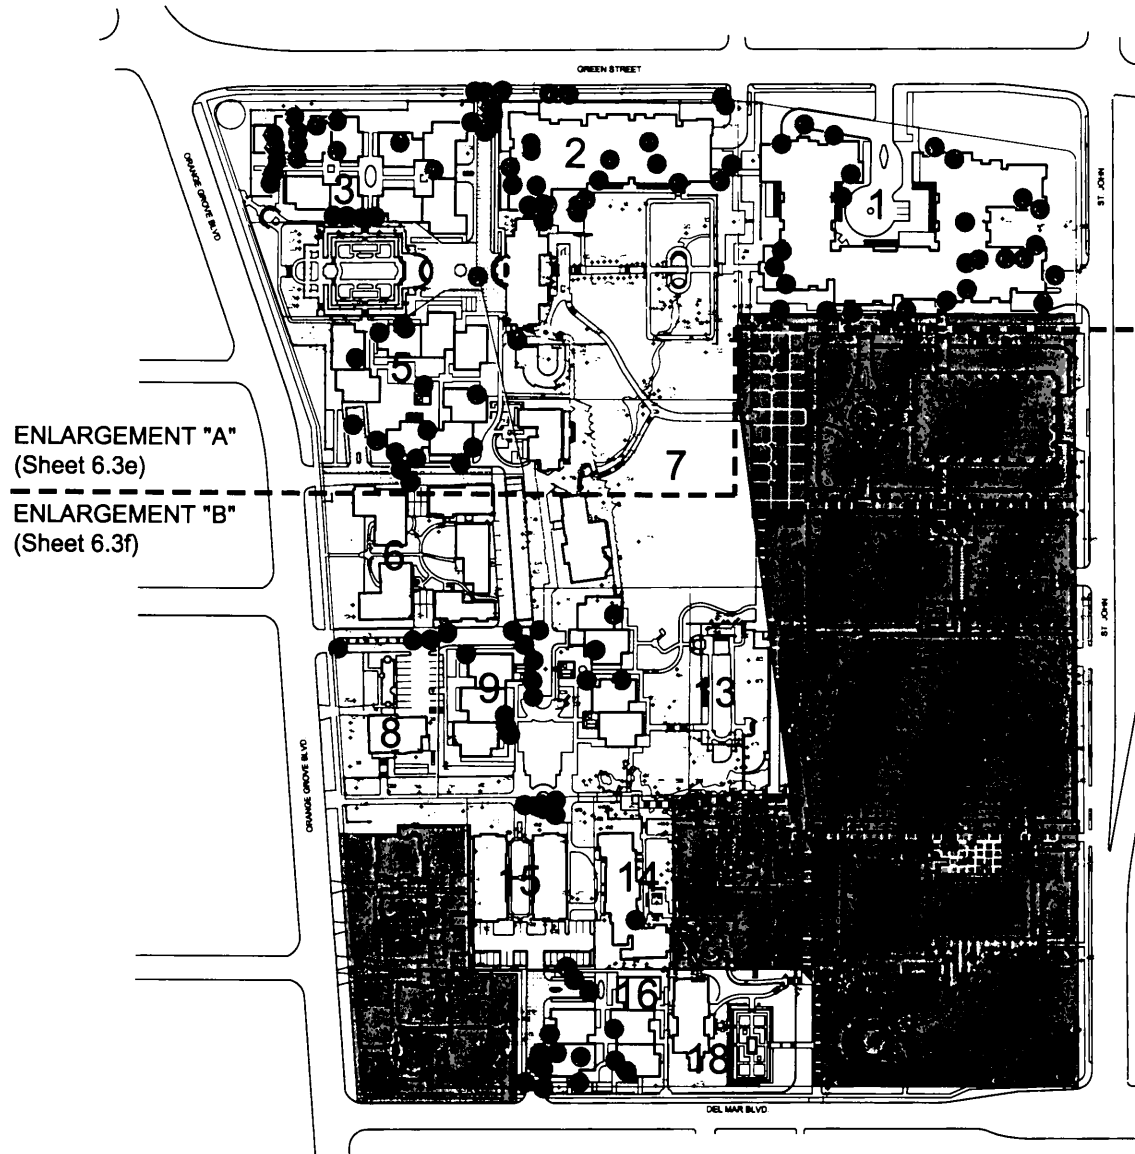 GREEN STREET
2
3
1
ORANGE GROVE BLVD
ST. JOHN
5
ENLARGEMENT "A"
(Sheet 6.3e)
7
ENLARGEMENT "B"
(Sheet 6.3f)
6
ST. JOHN
9
13
8
ORANGE GROVE BLVD
15
14
16
18
DEL MAR BLVD